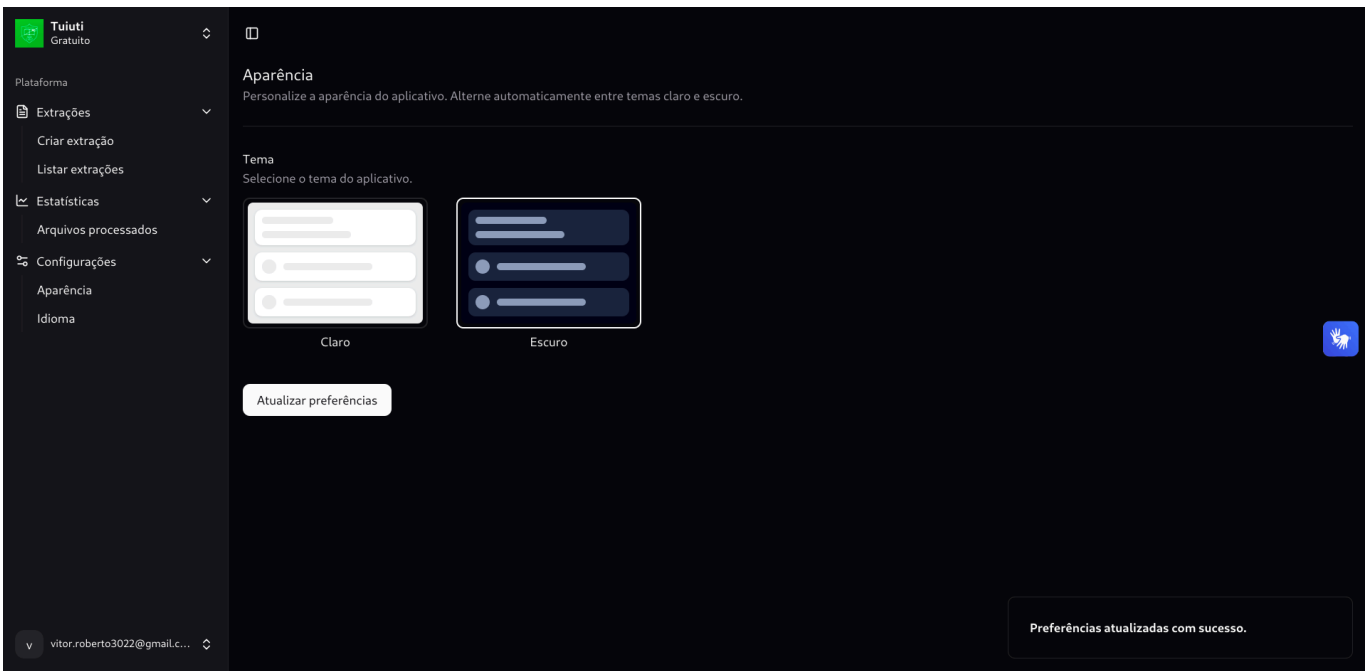 Tuiuti
Gratuito
Plataforma
Extrações
Criar extração
Listar extrações
Estatísticas
Arquivos processados
Configurações
Aparência
Idioma
v
vitor.roberto3022@gmail.c...
Aparência
Personalize a aparência do aplicativo. Alterne automaticamente entre temas claro e escuro.
Tema
Selecione o tema do aplicativo.
Claro
Escuro
Atualizar preferências
Preferências atualizadas com sucesso.